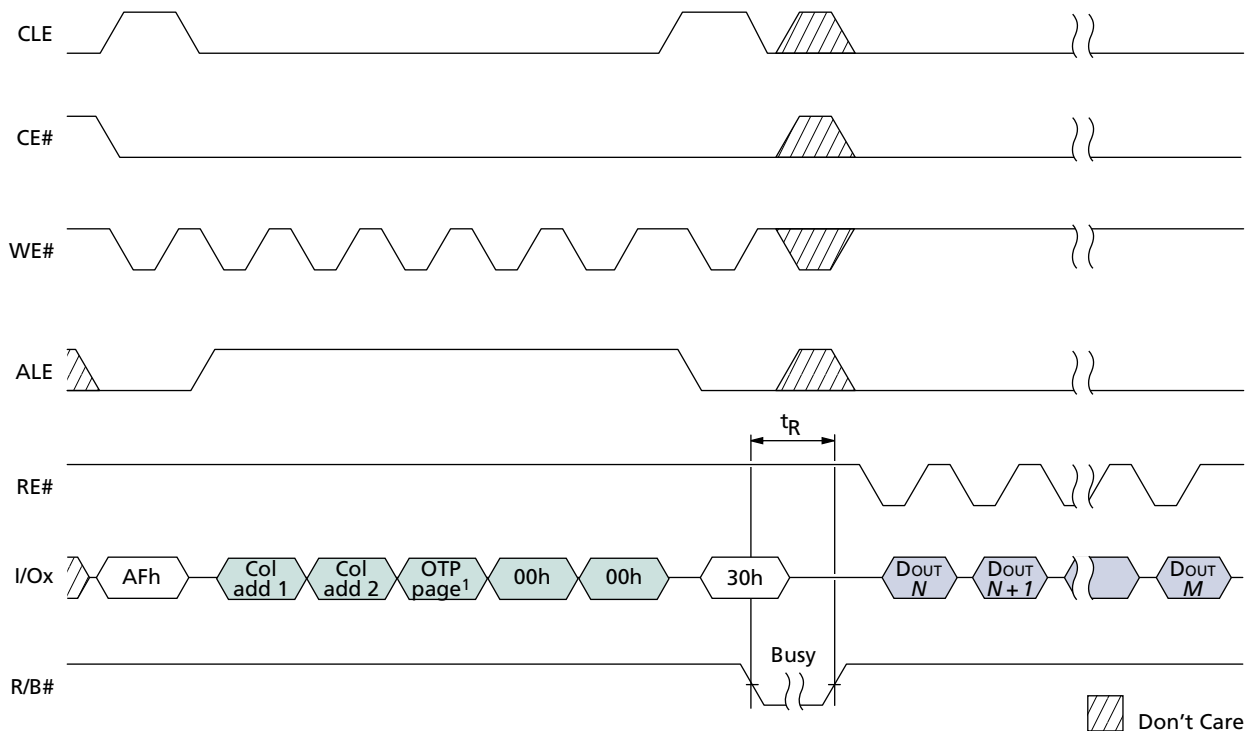 CLE
CE#
WE#
ALE
tR
RE#
I/Ox
AFh
Col
add 1
Col
add 2
OTP
page1
00h
00h
30h
DOUT
N
DOUT
N + 1
DOUT
M
R/B#
Busy
Don't Care